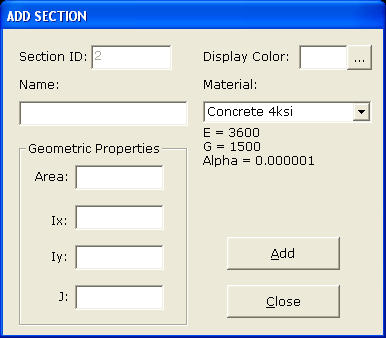 ADD SECTION
Section ID: 2 Display Color: ...
Name: Material:
Concrete 4ksi
E = 3600
G = 1500
Alpha = 0.000001
Geometric Properties
Area:
Ix:
Iy:
J:
Add
Close